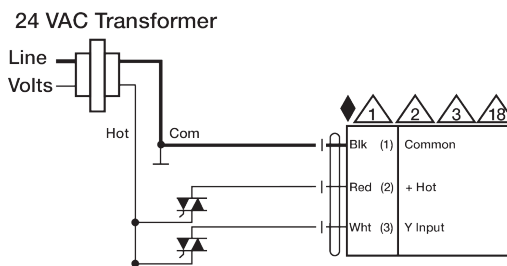 24 VAC Transformer
Line
Volts
Hot
Com
1 2 3 18
Blk (1) Common
Red (2) + Hot
Wht (3) Y Input